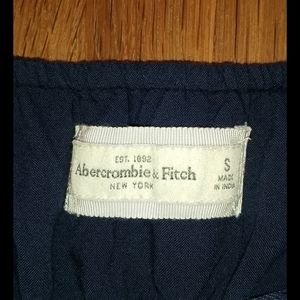 EST. 1892
Abercrombie & Fitch
NEW YORK
S
MADE
IN INDIA